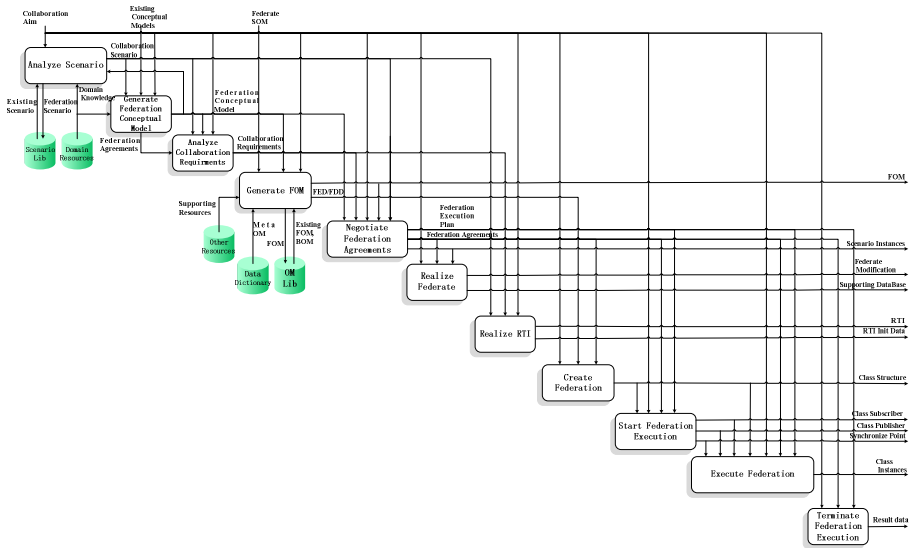 Collaboration
Aim
Existing
Conceptual
Models
Federate
SOM
Analyze Scenario
Collaboration
Scenario
Existing
Scenario
Federation
Scenario
Domain
Knowledge
Generate
Federation
Conceptual
Model
Federation
Conceptual
Model
Scenario
Lib
Domain
Resources
Federation
Agreements
Analyze
Collaboration
Requirments
Collaboration
Requirements
Generate FOM
FED/FDD
FOM
Supporting
Resources
Other
Resources
Meta
OM
FOM
Existing
FOM,
BOM
Data
Dictionary
OM
Lib
Negotiate
Federation
Agreements
Federation
Execution
Plan
Federation Agreements
Scenario Instances
Realize
Federate
Federate
Modification
Supporting DataBase
Realize RTI
RTI
RTI Init Data
Create
Federation
Class Structure
Start Federation
Execution
Class Subscriber
Class Publisher
Synchronize Point
Execute Federation
Class
Instances
Terminate
Federation
Execution
Result data